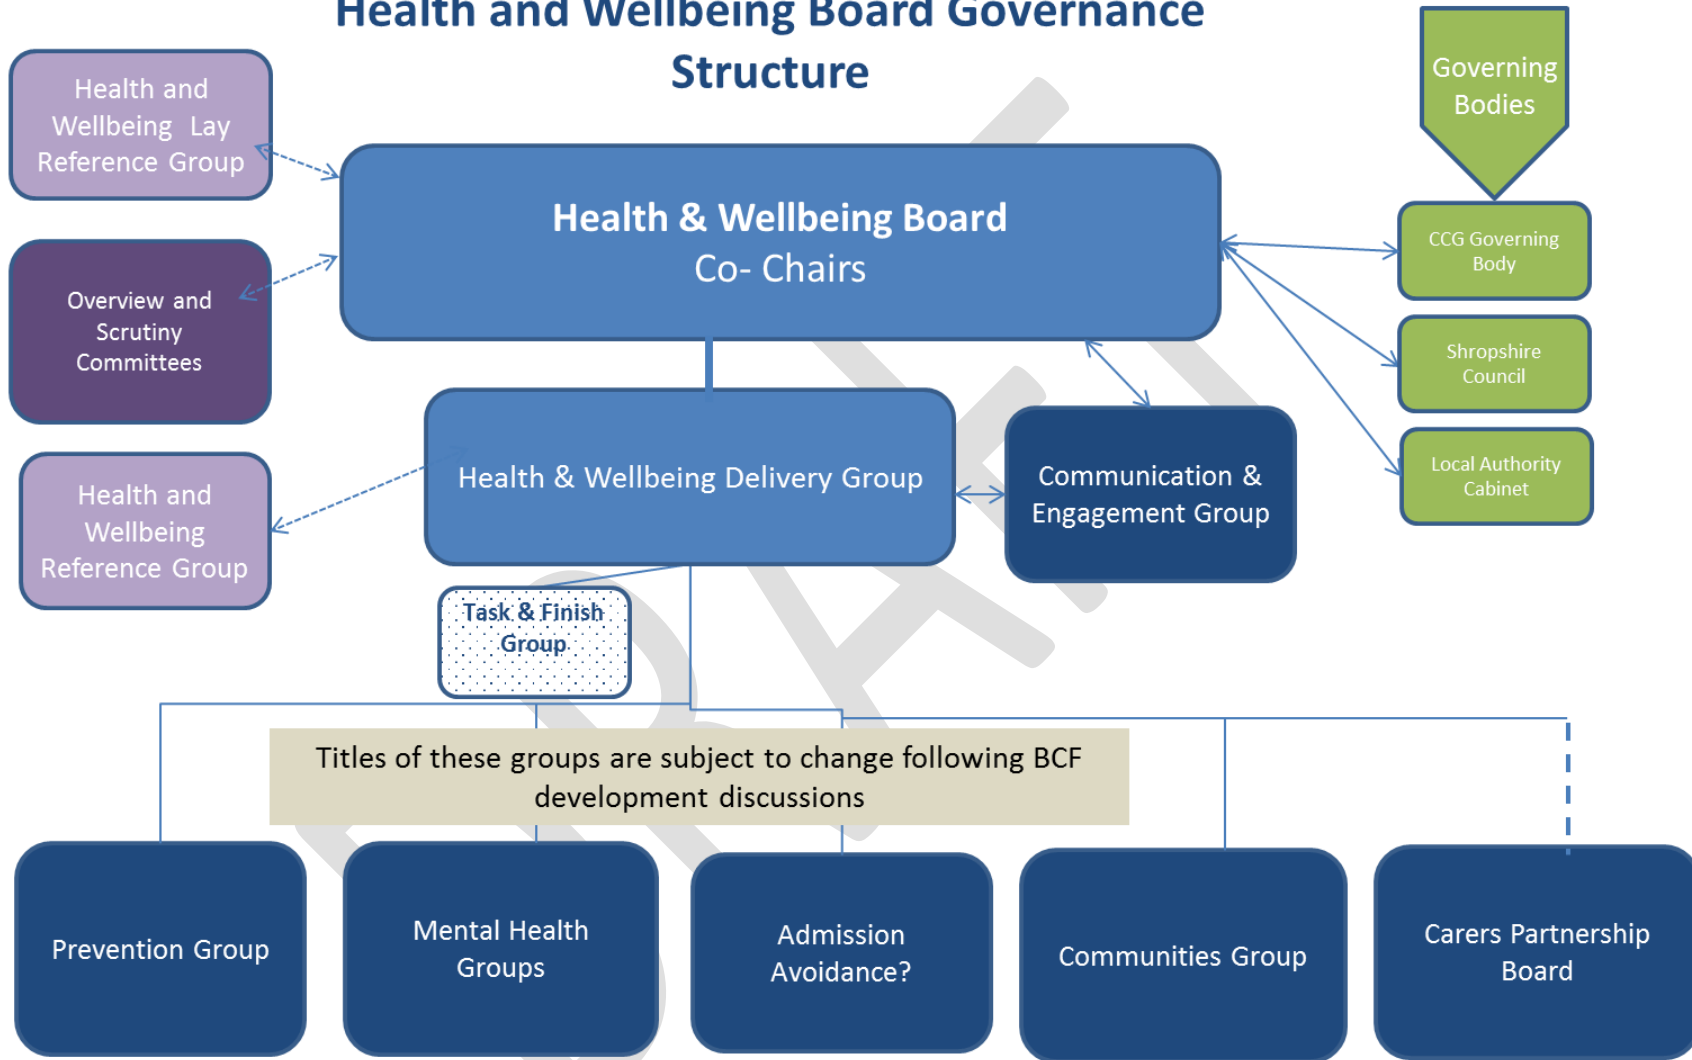 Health and Wellbeing Board Governance
Structure
Health and
Wellbeing Lay
Reference Group
Governing
Bodies
Health & Wellbeing Board
Co- Chairs
CCG Governing
Body
Overview and
Scrutiny
Committees
Shropshire
Council
Local Authority
Cabinet
Health & Wellbeing Delivery Group
Communication &
Engagement Group
Health and
Wellbeing
Reference Group
Task & Finish
Group
Titles of these groups are subject to change following BCF
development discussions
Prevention Group
Mental Health
Groups
Admission
Avoidance?
Communities Group
Carers Partnership
Board
DRAFT